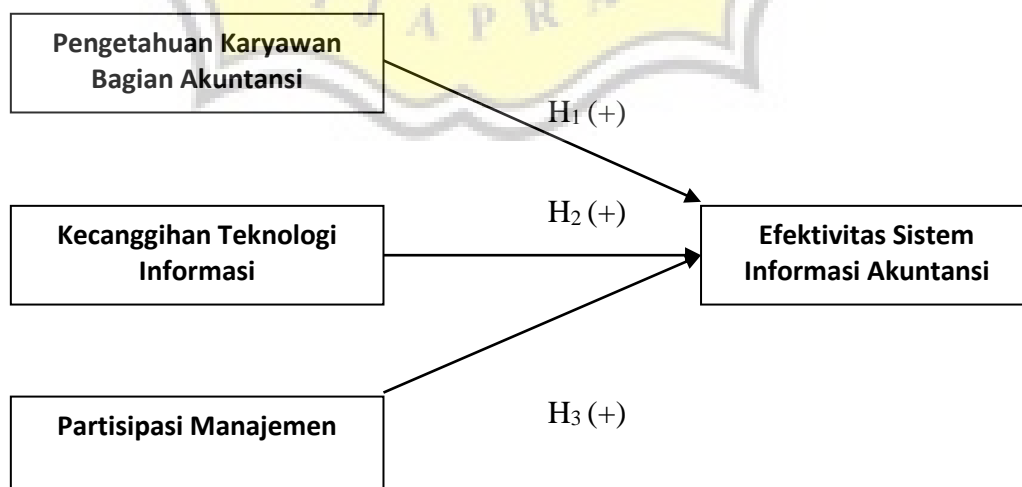 Pengetahuan Karyawan
Bagian Akuntansi
H₁ (+)
H₂ (+)
Kecanggihan Teknologi
Informasi
Efektivitas Sistem
Informasi Akuntansi
Partisipasi Manajemen
H₃ (+)